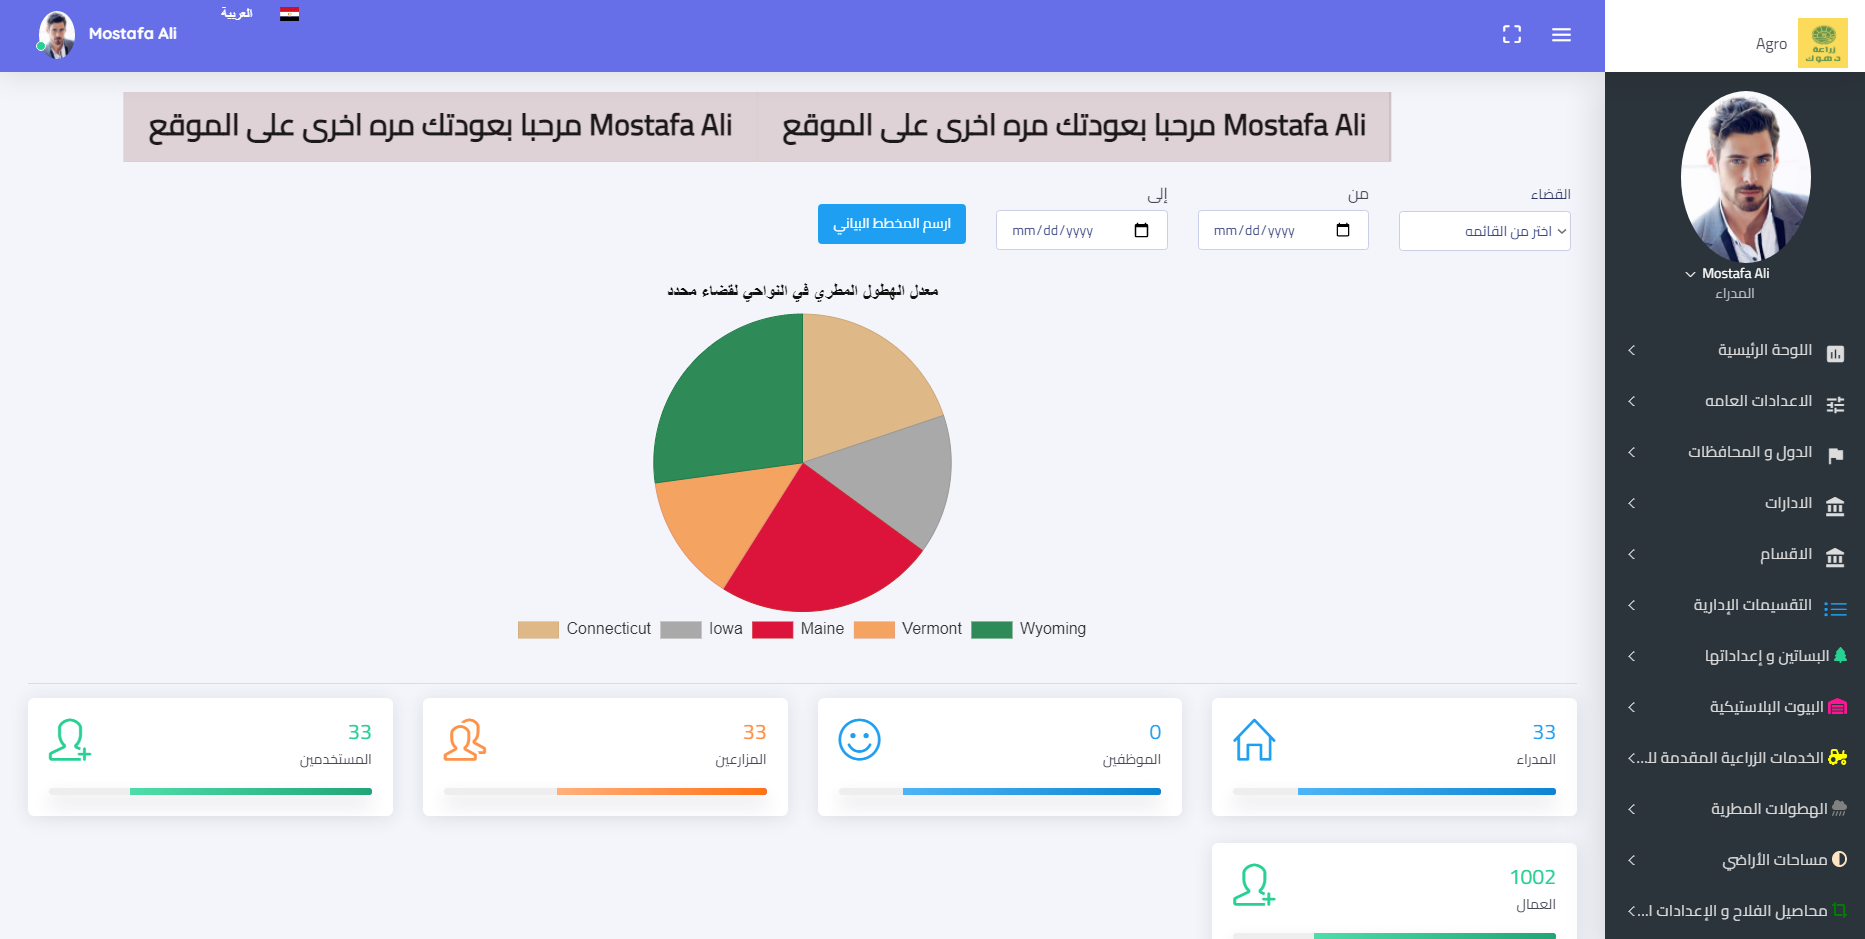 Agro
زراعة
دهوك
العربية
Mostafa Ali
Mostafa Ali
المدراء
اللوحة الرئيسية
الاعدادات العامه
الدول و المحافظات
الادارات
الاقسام
التقسيمات الإدارية
البساتين و إعداداتها
البيوت البلاستيكية
الخدمات الزراعية المقدمة لل...
الهطولات المطرية
مساحات الأراضي
محاصيل الفلاح و الإعدادات ا...
Mostafa Ali مرحبا بعودتك مره اخرى على الموقع
Mostafa Ali مرحبا بعودتك مره اخرى على الموقع
القضاء
اختر من القائمه
من
mm/dd/yyyy
إلى
mm/dd/yyyy
ارسم المخطط البياني
معدل الهطول المطري في النواحي لقضاء محدد
Connecticut Iowa Maine Vermont Wyoming
33
المدراء
0
الموظفين
33
المزارعين
33
المستخدمين
1002
العمال